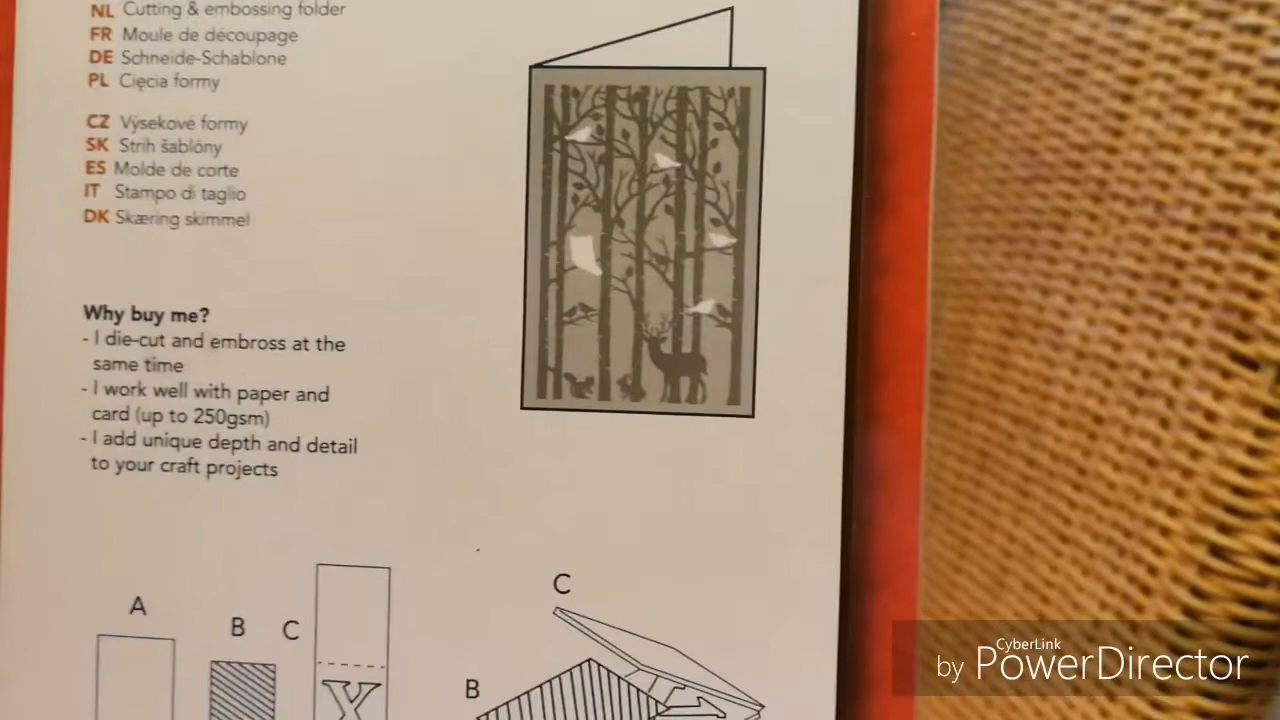 NL Cutting & embossing folder
FR Moule de découpage
DE Schneide-Schablone
PL Cięcia formy
CZ Výsekové formy
SK Strih šablóny
ES Molde de corte
IT Stampo di taglio
DK Skæring skimmel
Why buy me?
- I die-cut and embross at the
same time
- I work well with paper and
card (up to 250gsm)
- I add unique depth and detail
to your craft projects
A
B
C
X
C
B
CyberLink
by PowerDirector